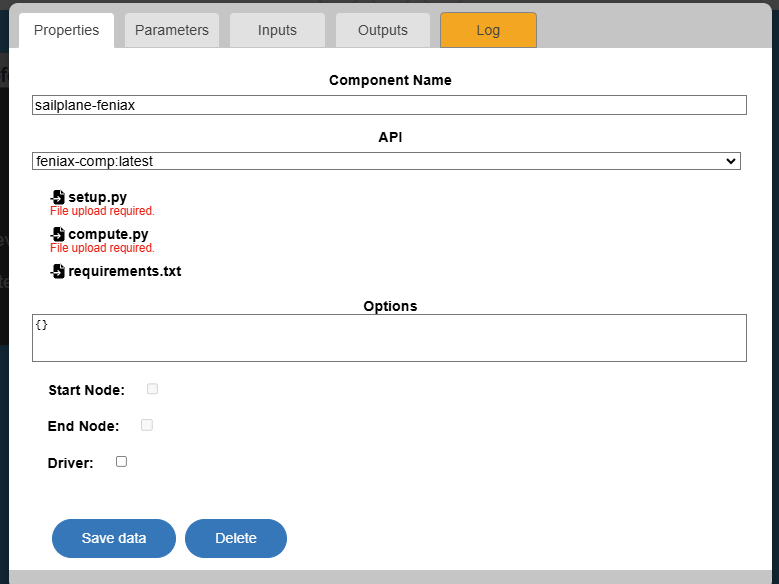 Properties Parameters Inputs Outputs Log
Component Name
sailplane-feniax
API
feniax-comp:latest
setup.py
File upload required.
compute.py
File upload required.
requirements.txt
Options
{}
Start Node:
End Node:
Driver:
Save data Delete